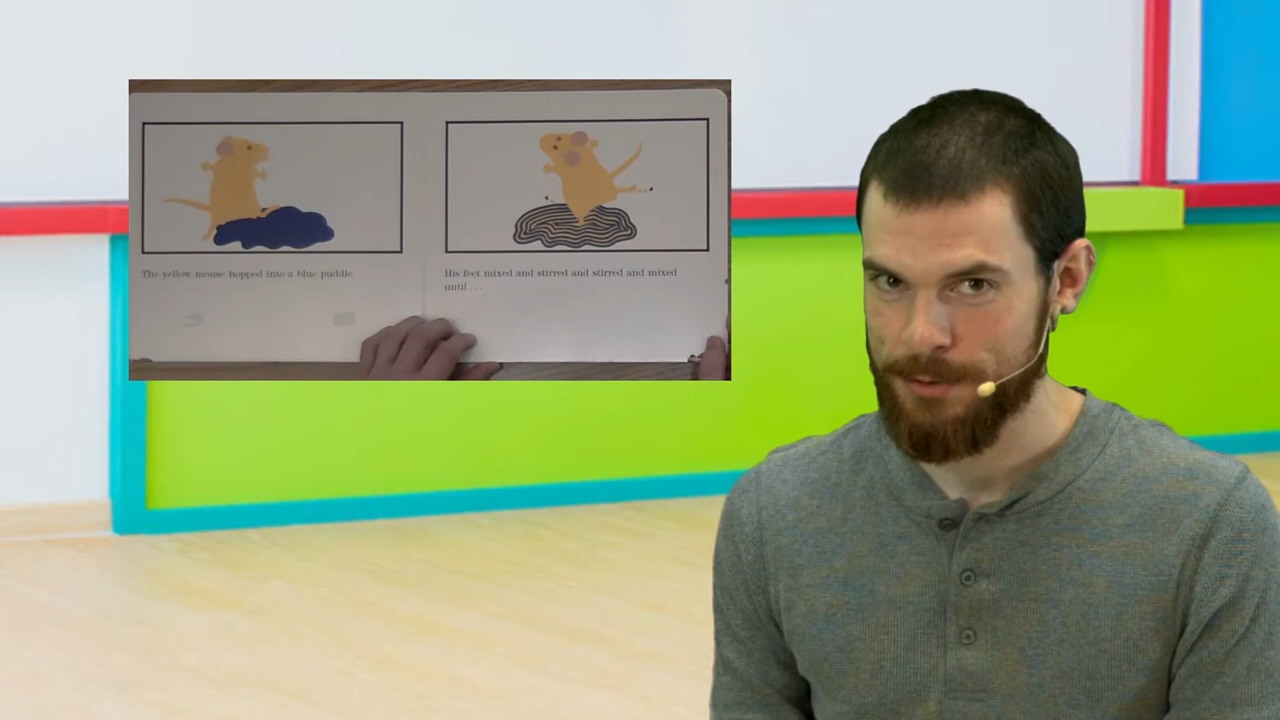 The yellow mouse hopped into a blue puddle.
His feet mixed and stirred and stirred and mixed
until . . .